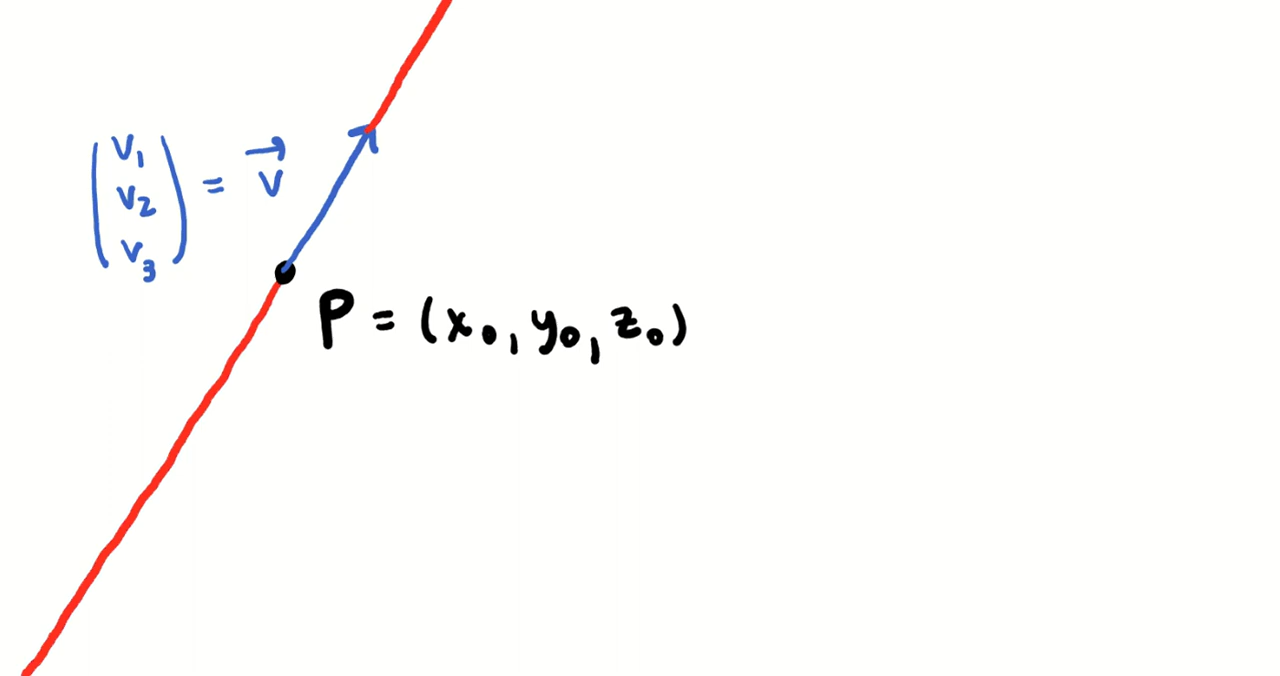 (v₁ v₂ v₃) = v⃗
P = (x₀, y₀, z₀)